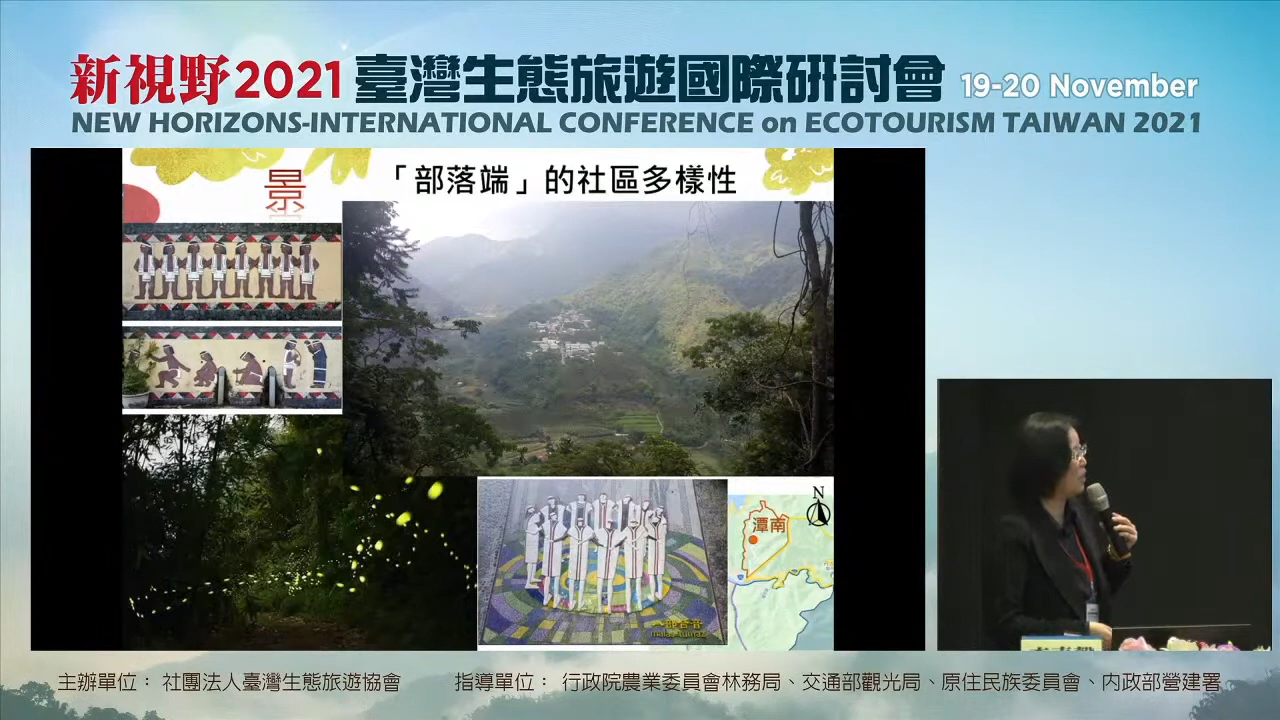 新視野2021 臺灣生態旅遊國際研討會 19-20 November
NEW HORIZONS-INTERNATIONAL CONFERENCE on ECOTOURISM TAIWAN 2021
景
「部落端」的社區多樣性
N
潭南
八部合音
主辦單位： 社團法人臺灣生態旅遊協會
指導單位： 行政院農業委員會林務局、交通部觀光局、原住民族委員會、內政部營建署